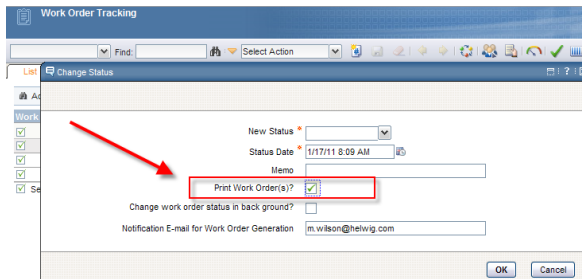 Work Order Tracking
Find:
Select Action
List
Change Status
Work
New Status *
Status Date * 1/17/11 8:09 AM
Memo
Print Work Order(s)?
Se
Change work order status in back ground?
Notification E-mail for Work Order Generation m.wilson@helwig.com
OK Cancel